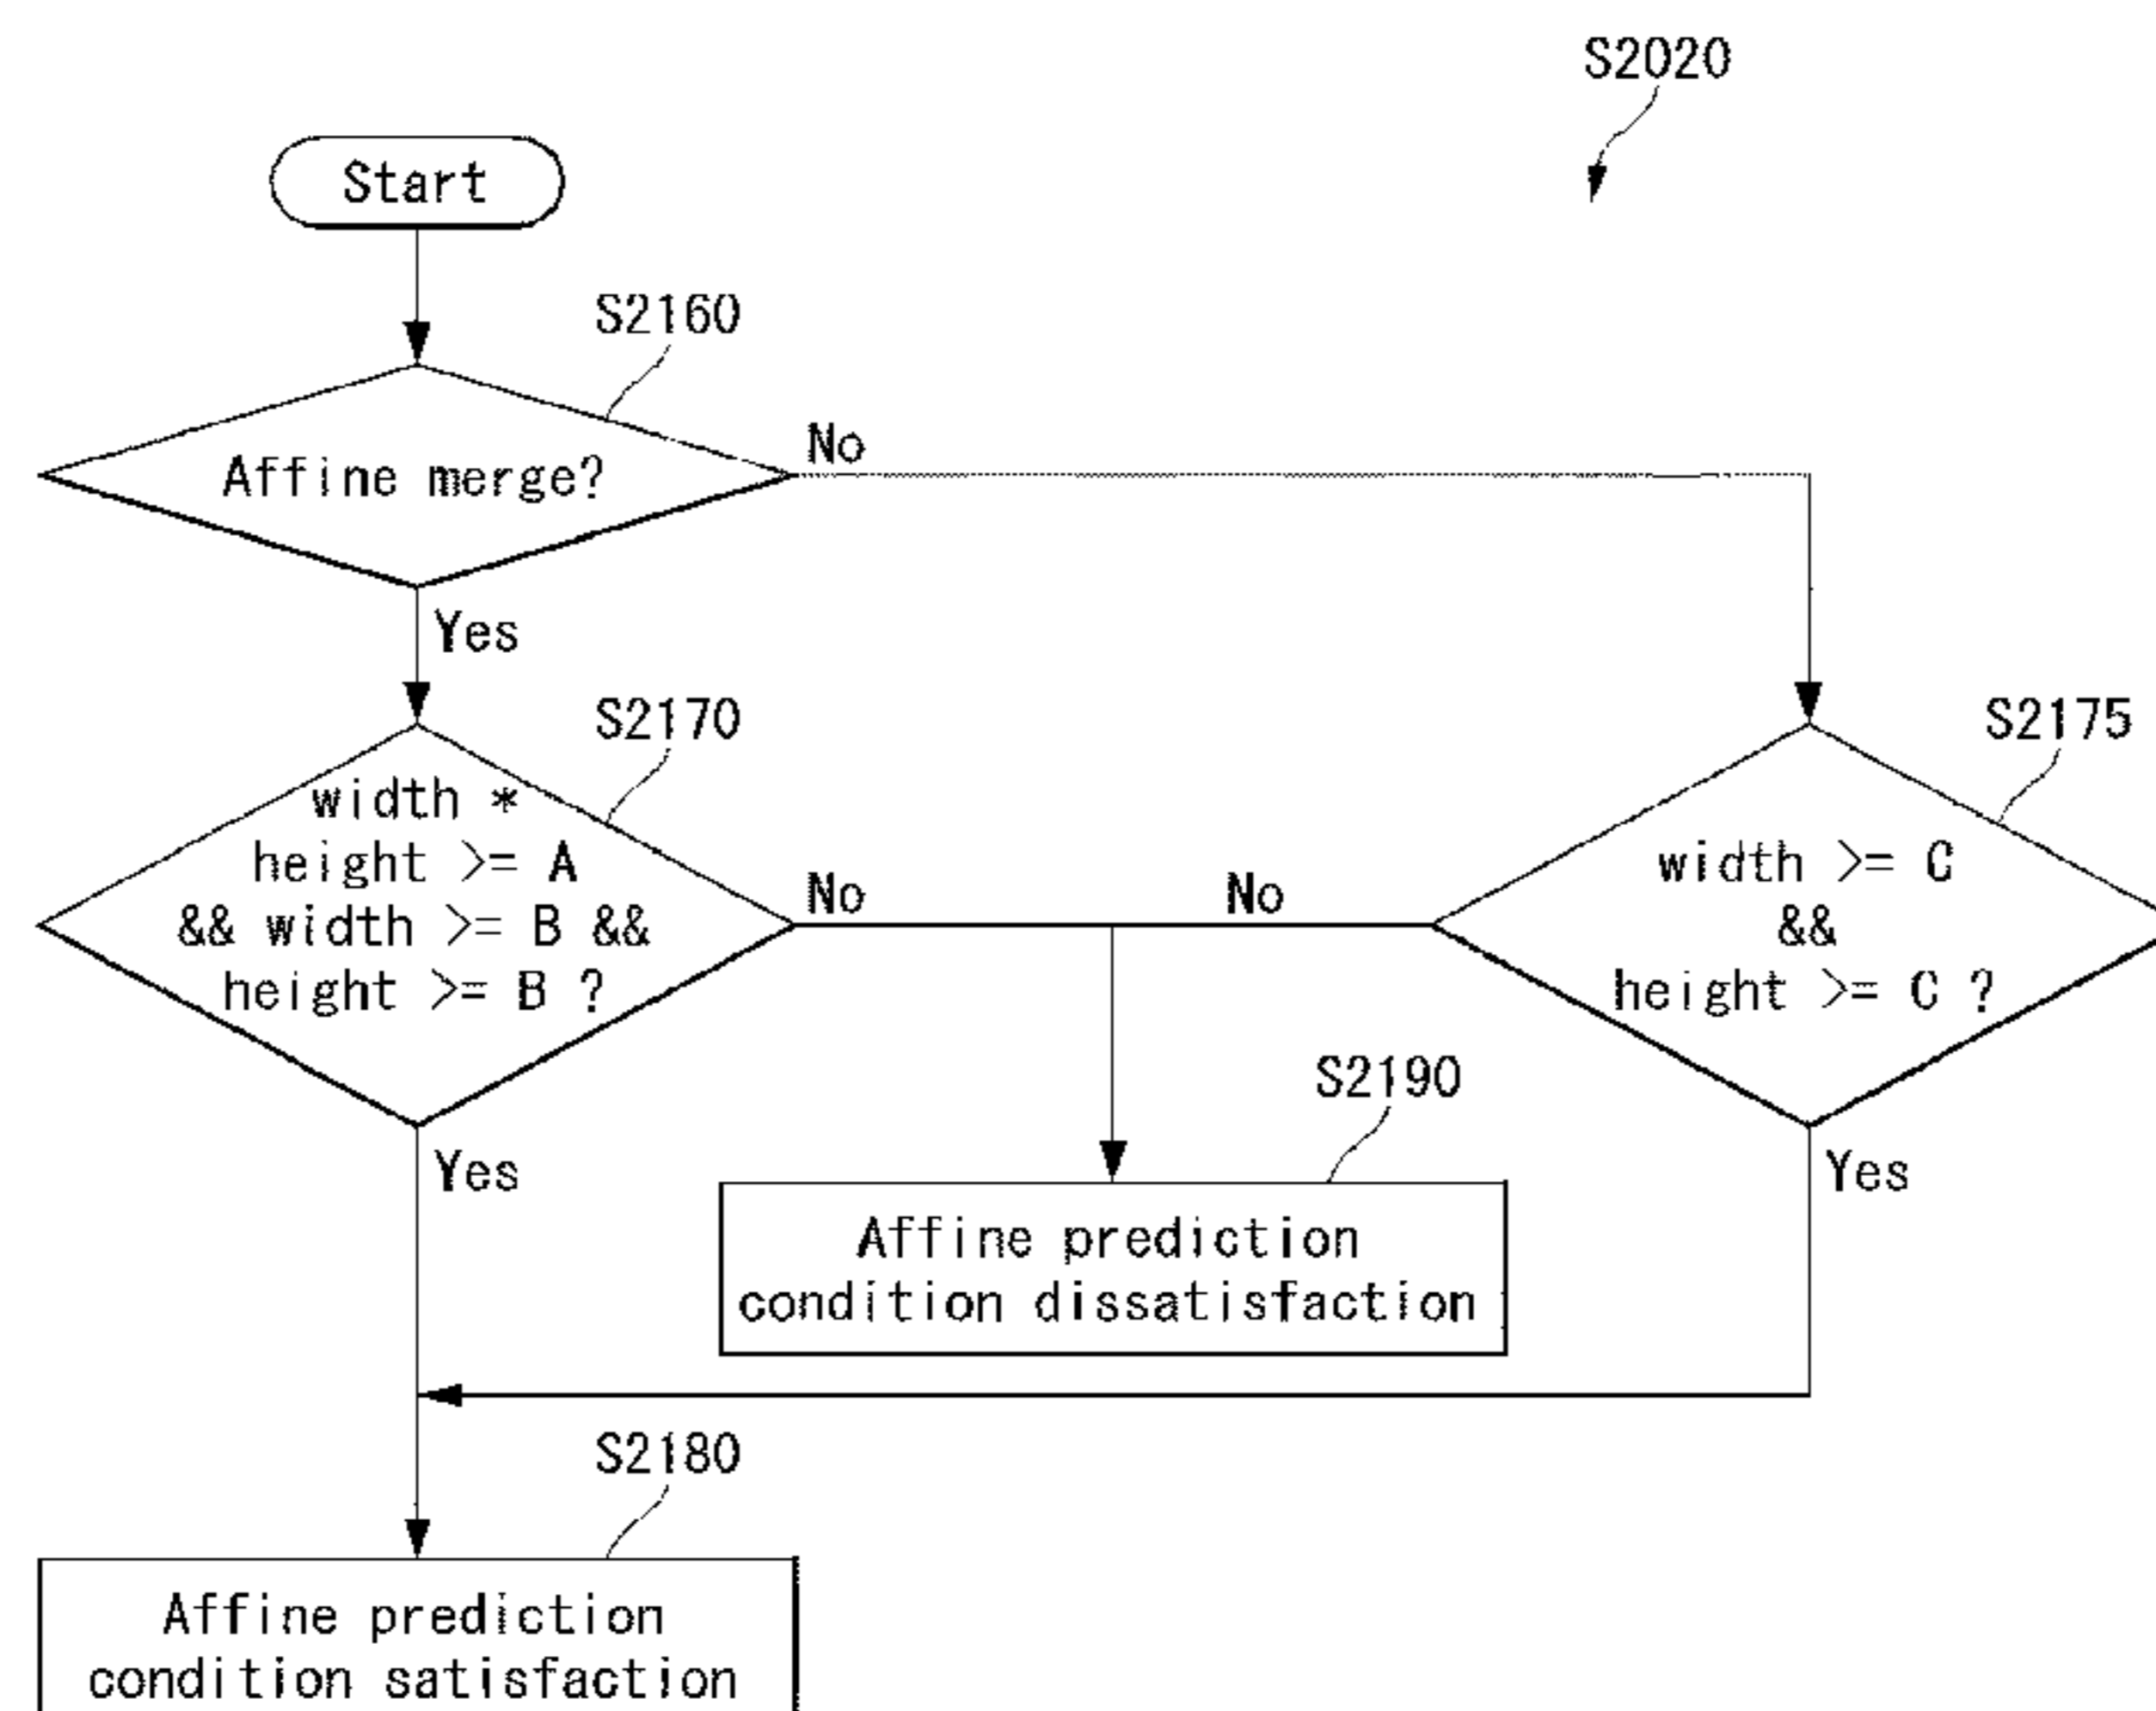 S2020
Start
S2160
Affine merge?
No
Yes
S2170
S2175
width *
height >= A
&& width >= B &&
height >= B ?
No
No
width >= C
&&
height >= C ?
S2190
Yes
Yes
Affine prediction
condition dissatisfaction
S2180
Affine prediction
condition satisfaction